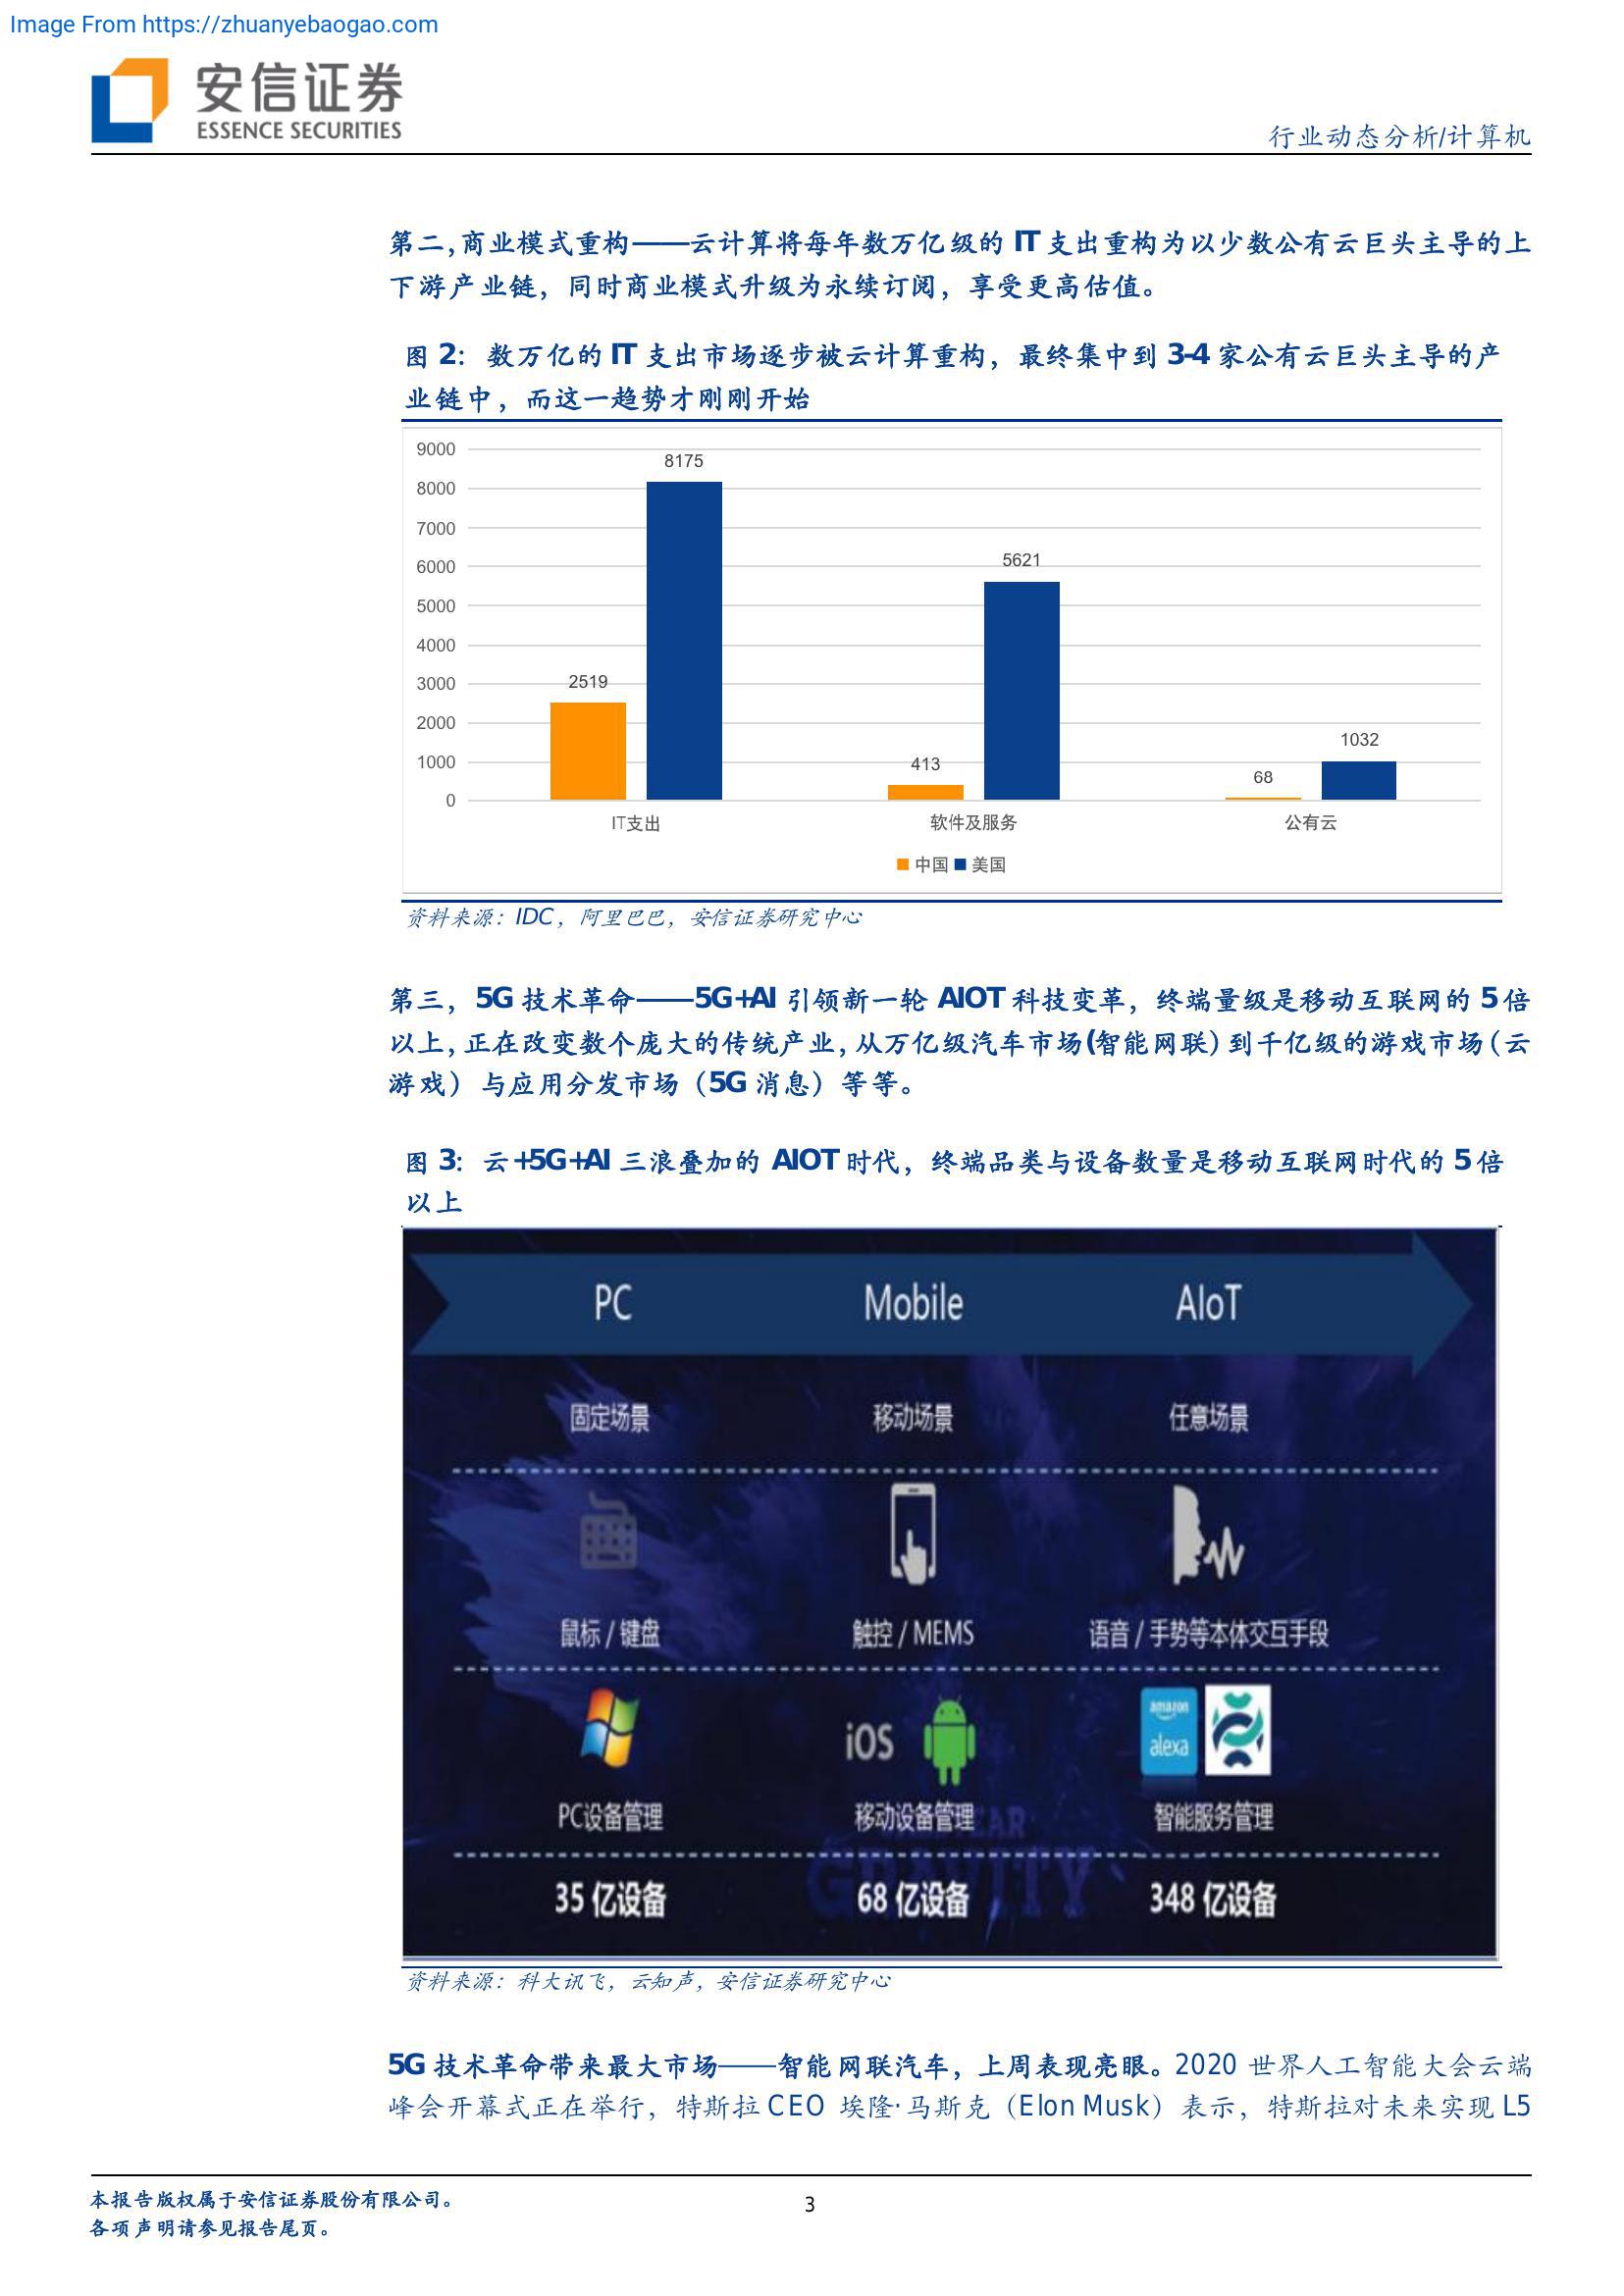 Image From https://zhuanyebaogao.com
安信证券
ESSENCE SECURITIES
行业动态分析/计算机
第二,商业模式重构——云计算将每年数万亿级的 IT 支出重构为以少数公有云巨头主导的上
下游产业链，同时商业模式升级为永续订阅，享受更高估值。
图 2: 数万亿的 IT 支出市场逐步被云计算重构，最终集中到 3-4 家公有云巨头主导的产
业链中，而这一趋势才刚刚开始
9000
8175
8000
7000
6000
5621
5000
4000
3000
2519
2000
1032
1000
413
68
0
IT支出 软件及服务 公有云
中国 美国
资料来源：IDC，阿里巴巴，安信证券研究中心
第三，5G 技术革命——5G+AI 引领新一轮 AIOT 科技变革，终端量级是移动互联网的 5 倍
以上,正在改变数个庞大的传统产业,从万亿级汽车市场(智能网联)到千亿级的游戏市场(云
游戏）与应用分发市场（5G 消息）等等。
图 3: 云+5G+AI 三浪叠加的 AIOT 时代，终端品类与设备数量是移动互联网时代的 5 倍
以上
PC Mobile AIoT
固定场景 移动场景 任意场景
鼠标 / 键盘 触控 / MEMS 语音 / 手势等本体交互手段
iOS amazon alexa
PC设备管理 移动设备管理 智能服务管理
GRAVITY
35 亿设备 68 亿设备 348 亿设备
资料来源：科大讯飞，云知声，安信证券研究中心
5G 技术革命带来最大市场——智能网联汽车，上周表现亮眼。2020 世界人工智能大会云端
峰会开幕式正在举行，特斯拉 CEO 埃隆·马斯克（Elon Musk）表示，特斯拉对未来实现 L5
本报告版权属于安信证券股份有限公司。
3
各项声明请参见报告尾页。